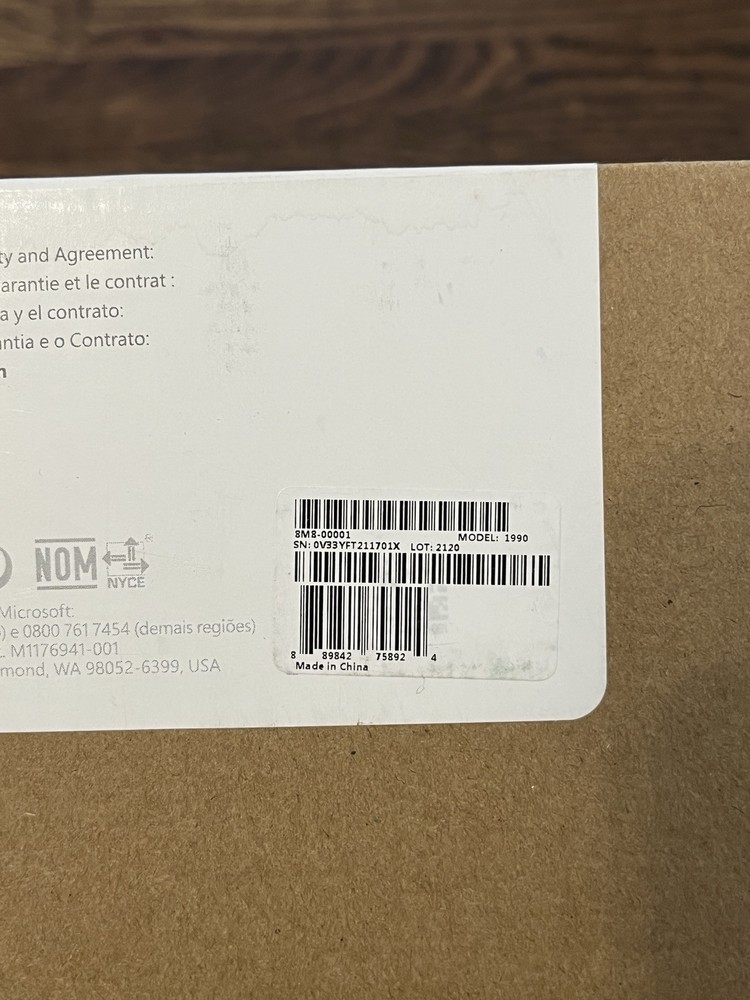 ty and Agreement:
arantie et le contrat :
a y el contrato:
ntia e o Contrato:
n
NOM
NYCE
Microsoft:
) e 0800 761 7454 (demais regiões)
M1176941-001
mond, WA 98052-6399, USA
8M8-00001 MODEL: 1990
SN: 0V33YFT211701X LOT: 2120
8 89842 75892 4
Made in China